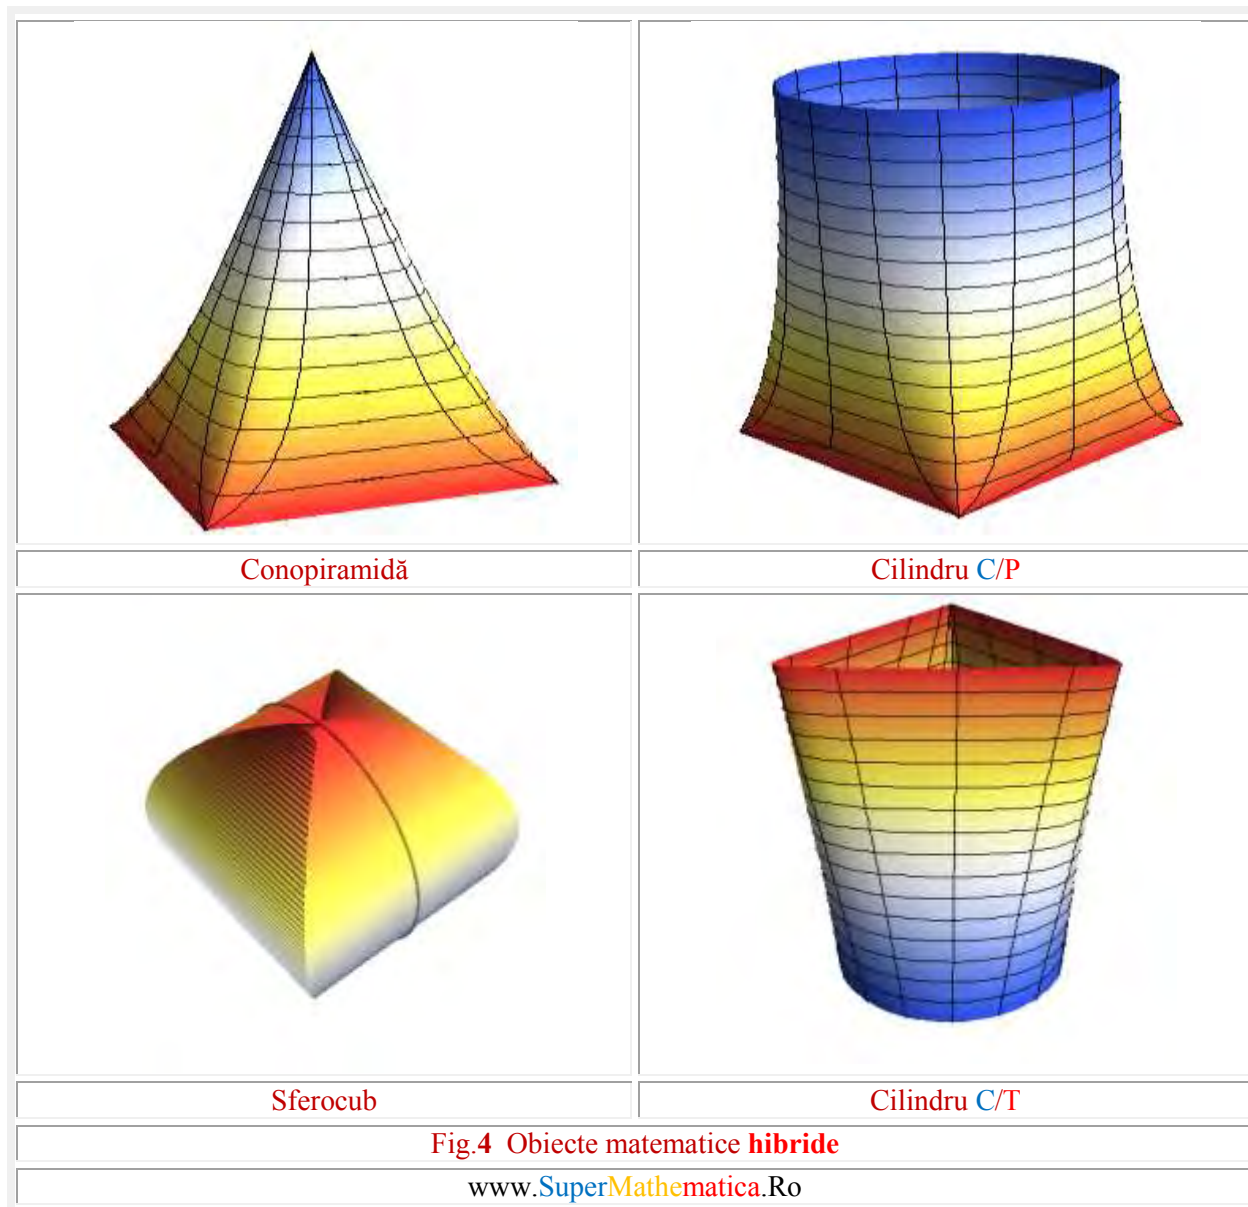 Conopiramidă
Cilindru C/P
Sferocub
Cilindru C/T
Fig.4 Obiecte matematice hibride
www.SuperMathematica.Ro